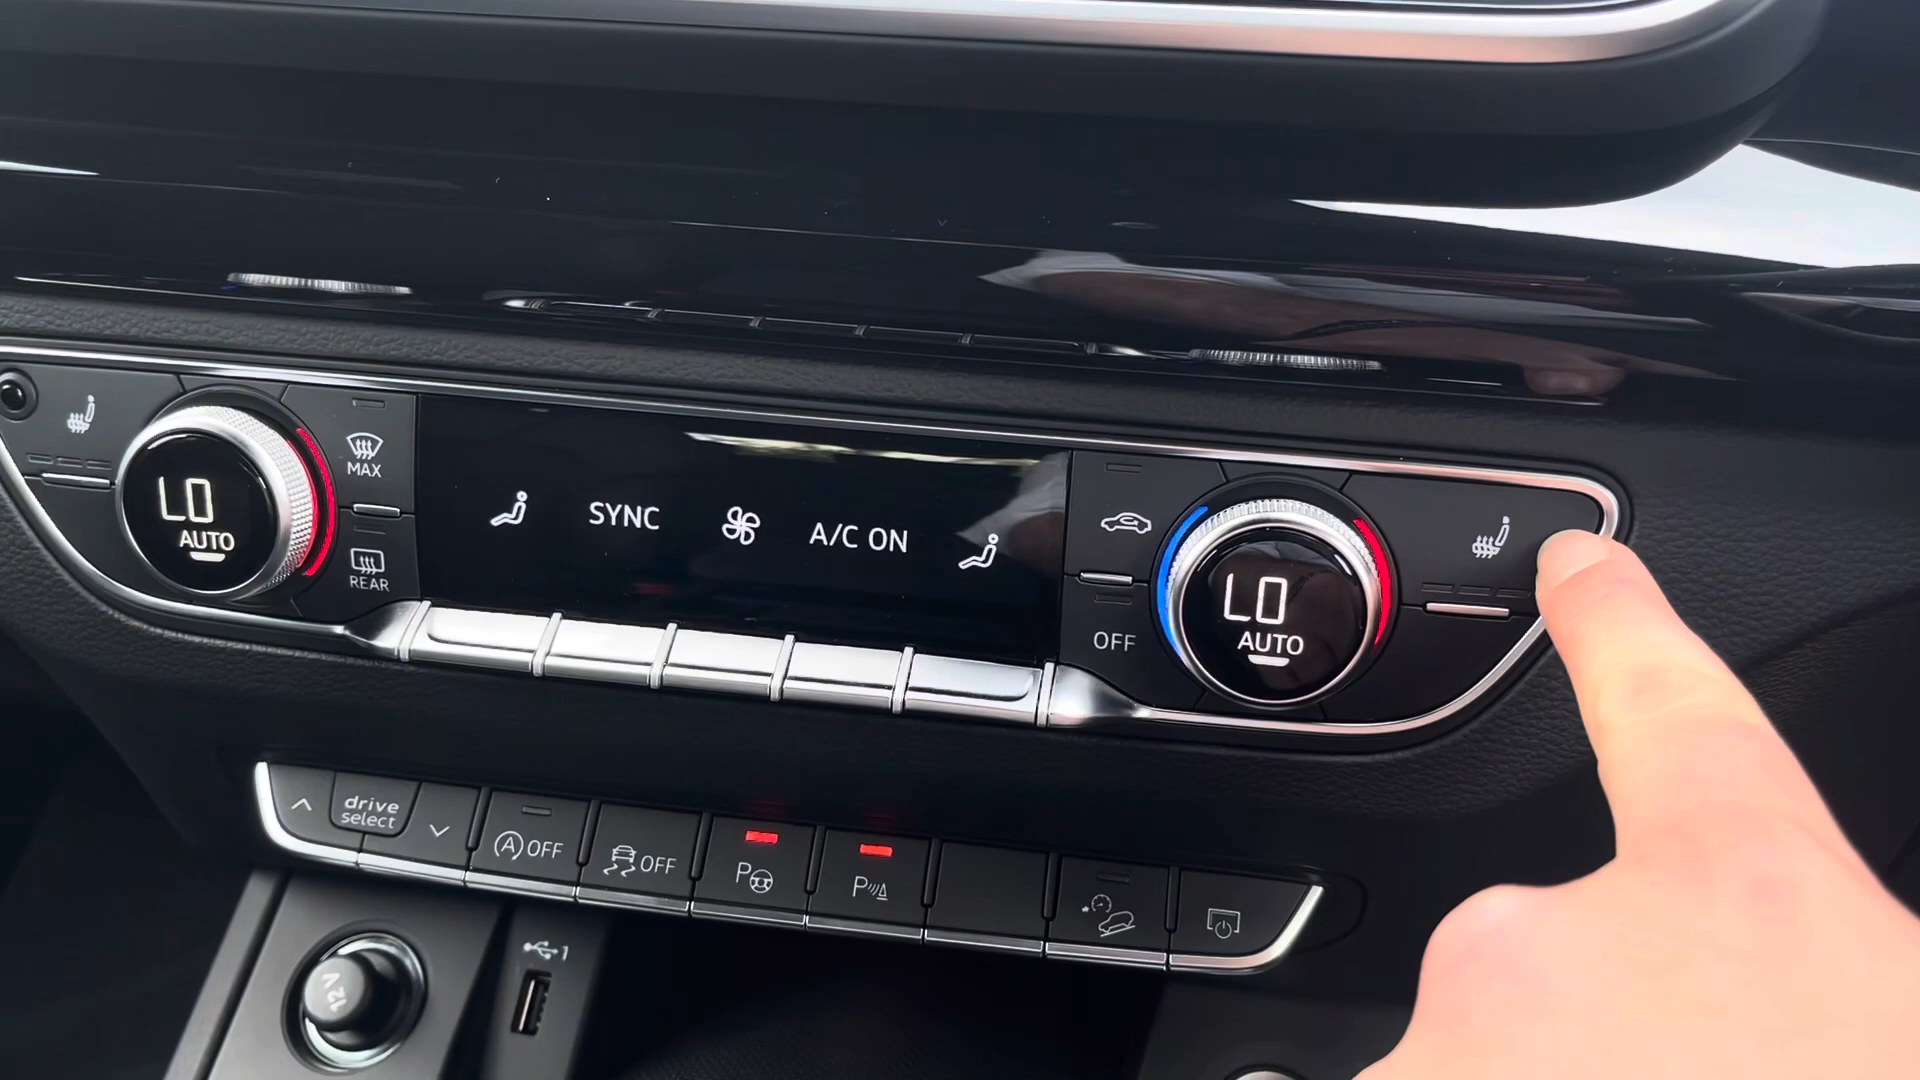 LO
AUTO
MAX
REAR
SYNC
A/C ON
OFF
LO
AUTO
drive
select
A OFF
OFF
P
P
12V
1